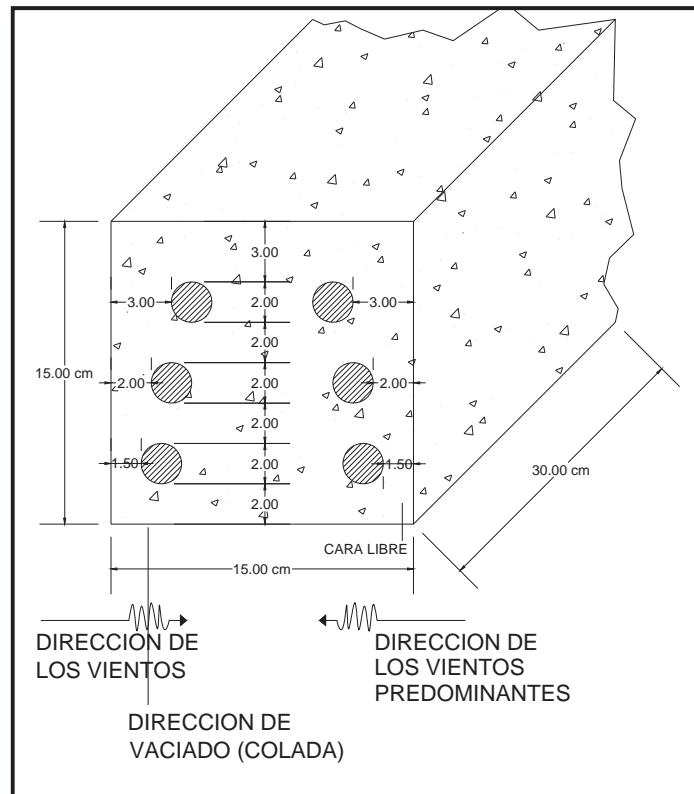 3.00
3.00
2.00
3.00
2.00
15.00 cm
2.00
2.00
2.00
2.00
1.50
2.00
1.50
2.00
30.00 cm
CARA LIBRE
15.00 cm
DIRECCION DE
LOS VIENTOS
DIRECCION DE
LOS VIENTOS
PREDOMINANTES
DIRECCION DE
VACIADO (COLADA)